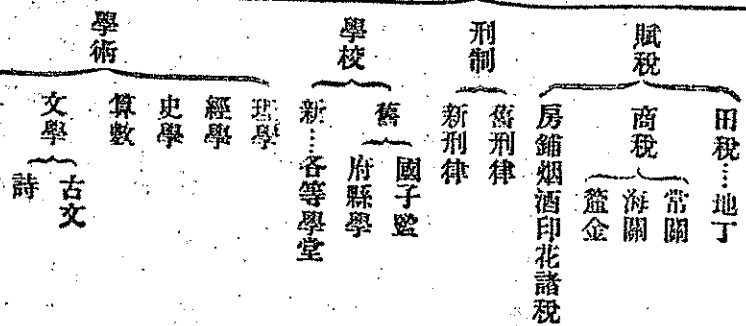 賦稅
田稅…地丁
商稅
常關
海關
釐金
房鋪烟酒印花諸稅
刑制
舊刑律
新刑律
學校
舊
國子監
府縣學
新…各等學堂
學術
理學
經學
史學
算數
文學
古文
詩